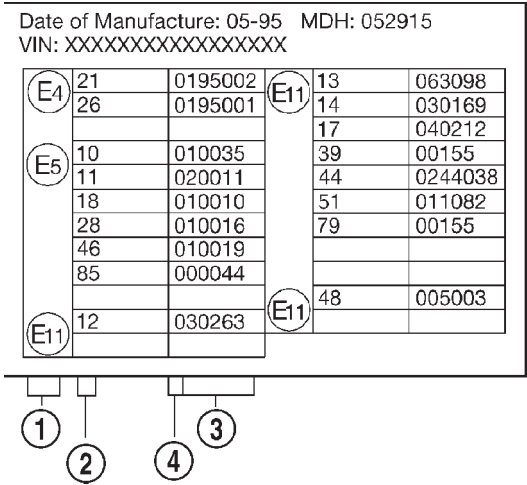 Date of Manufacture: 05-95 MDH: 052915
VIN: XXXXXXXXXXXXXXXXX
E4 21 0195002 E11 13 063098
26 0195001 14 030169
17 040212
E5 10 010035 39 00155
11 020011 44 0244038
18 010010 51 011082
28 010016 79 00155
46 010019
85 000044
E11 48 005003
E11 12 030263
1 2 4 3